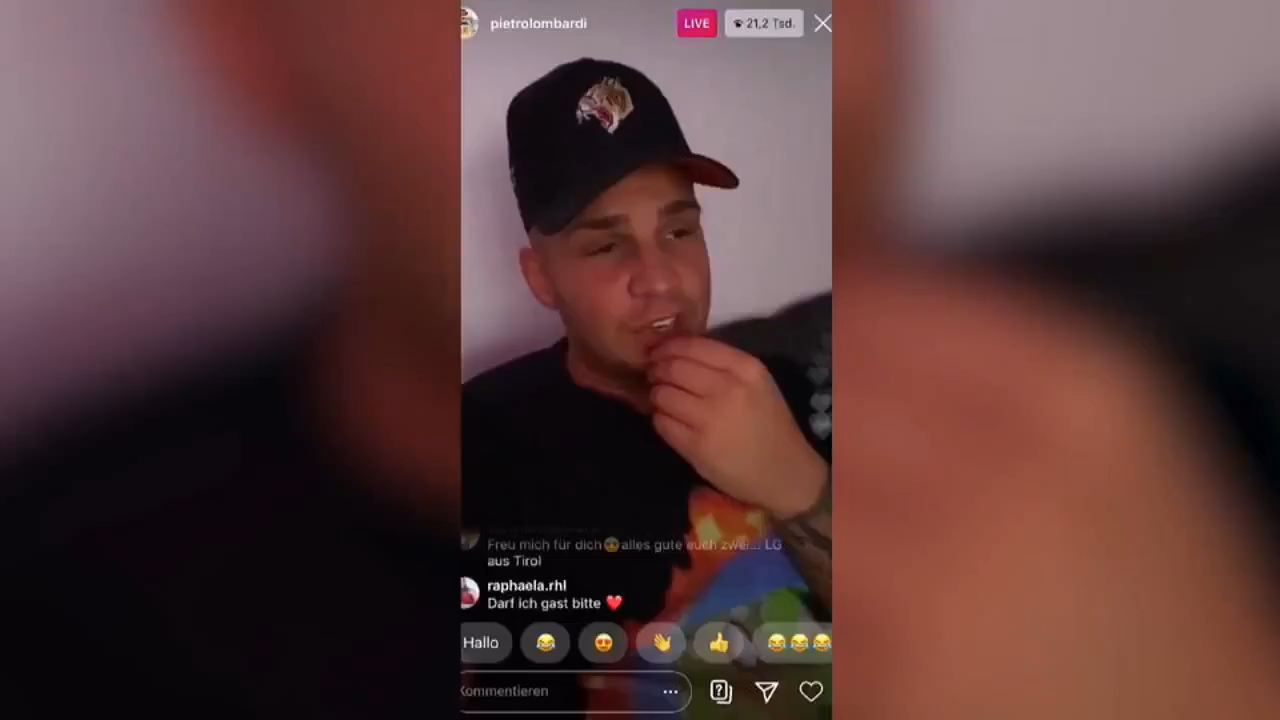 pietrolombardi
LIVE
21,2 Tsd.
Freu mich für dich😍alles gute euch zwei... LG
aus Tirol
raphaela.rhl
Darf ich gast bitte ❤️
Hallo
Kommentieren